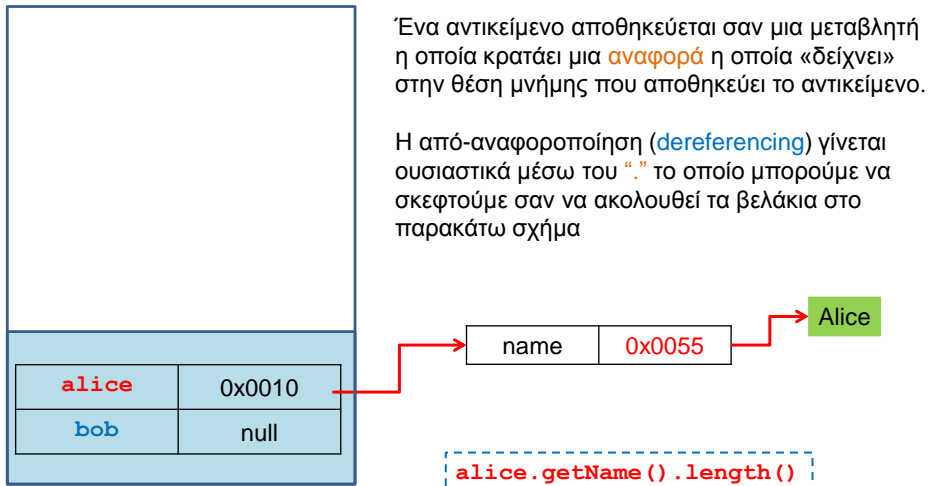 Ένα αντικείμενο αποθηκεύεται σαν μια μεταβλητή
η οποία κρατάει μια αναφορά η οποία «δείχνει»
στην θέση μνήμης που αποθηκεύει το αντικείμενο.
Η από-αναφοροποίηση (dereferencing) γίνεται
ουσιαστικά μέσω του “.” το οποίο μπορούμε να
σκεφτούμε σαν να ακολουθεί τα βελάκια στο
παρακάτω σχήμα
Alice
name 0x0055
alice 0x0010
bob null
alice.getName().length()